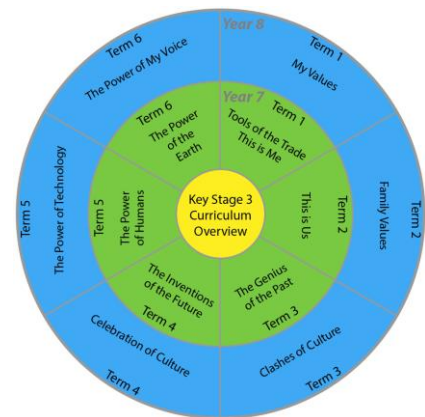 Key Stage 3
Curriculum
Overview
Year 7
Term 1
Tools of the Trade
This is Me
Term 2
This is Us
Term 3
The Genius
of the Past
Term 4
The Inventions
of the Future
Term 5
The Power
of Humans
Term 6
The Power
of the
Earth
Year 8
Term 1
My Values
Term 2
Family Values
Term 3
Clashes of Culture
Term 4
Celebration of Culture
Term 5
The Power of Technology
Term 6
The Power of My Voice